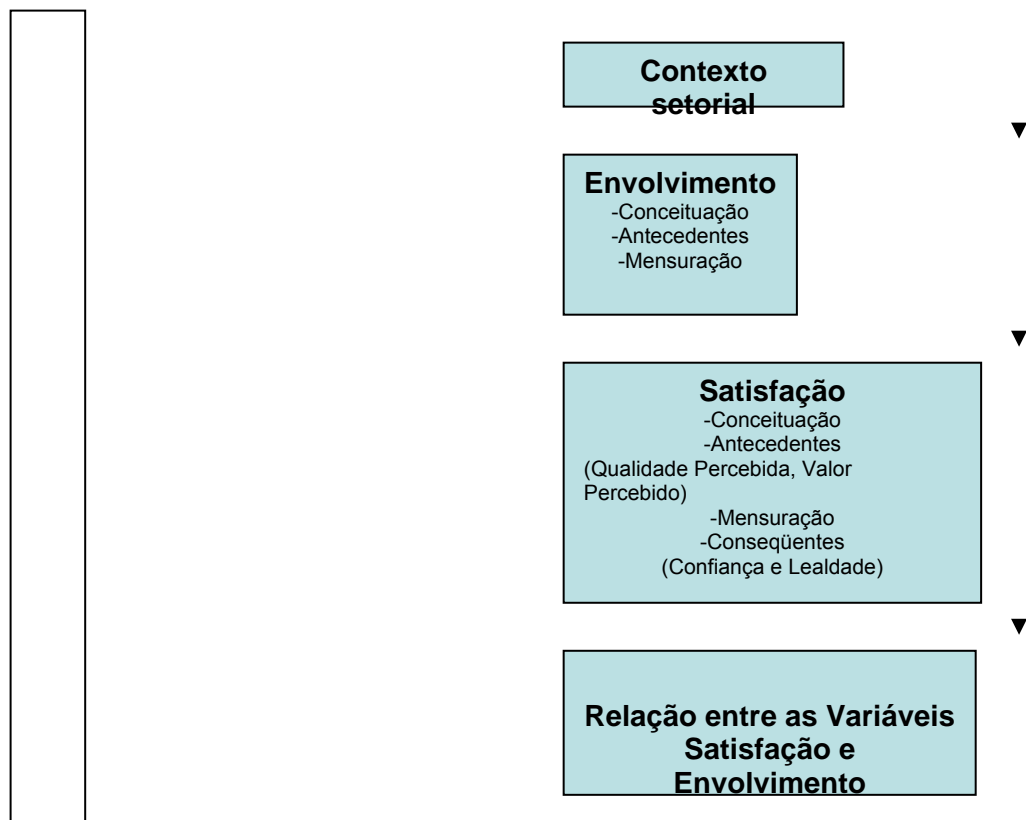 Contexto
setorial
Envolvimento
-Conceituação
-Antecedentes
-Mensuração
Satisfação
-Conceituação
-Antecedentes
(Qualidade Percebida, Valor
Percebido)
-Mensuração
-Conseqüentes
(Confiança e Lealdade)
Relação entre as Variáveis
Satisfação e
Envolvimento